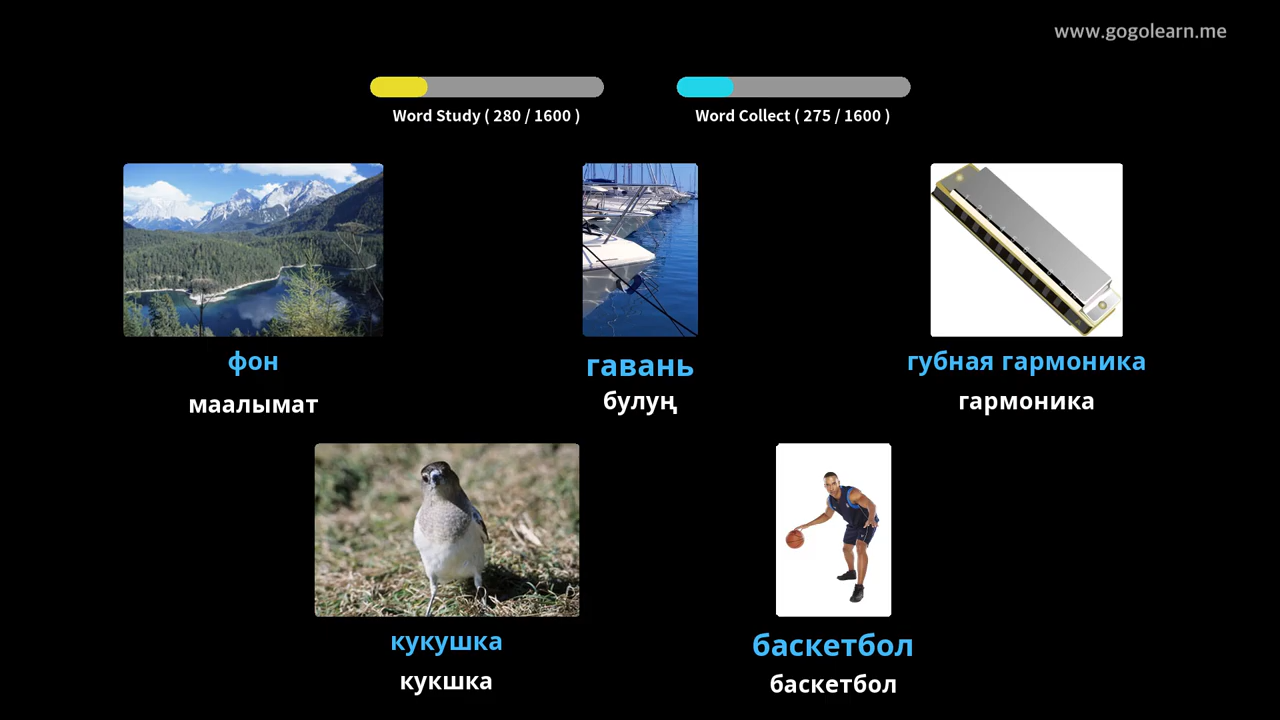 www.gogolearn.me
Word Study ( 280 / 1600 )
Word Collect ( 275 / 1600 )
фон
маалымат
гавань
булуң
губная гармоника
гармоника
кукушка
кукшка
баскетбол
баскетбол